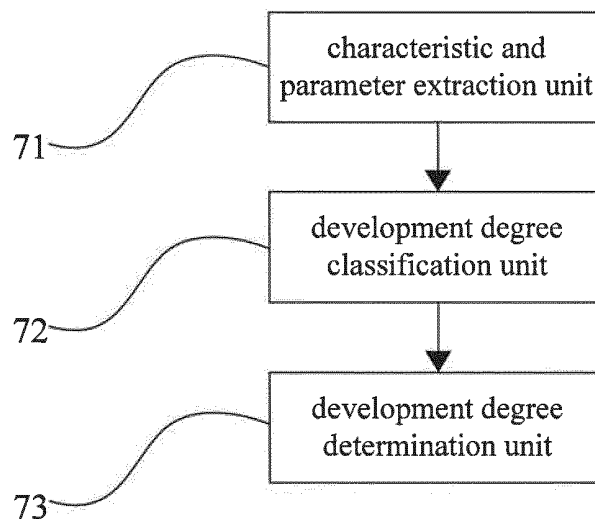 characteristic and
parameter extraction unit
71
development degree
classification unit
72
development degree
determination unit
73